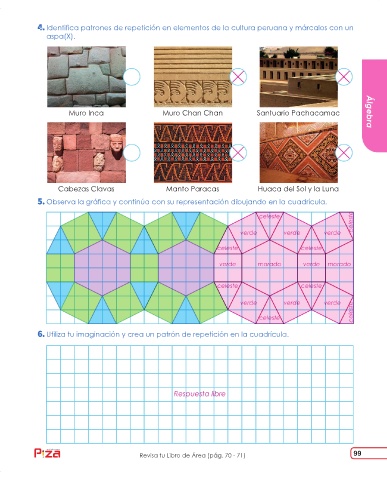 4. Identifica patrones de repetición en elementos de la cultura peruana y márcalos con un
aspa(X).
Muro Inca
Muro Chan Chan
Santuario Pachacamac
Álgebra
Cabezas Clavas
Manto Paracas
Huaca del Sol y la Luna
5. Observa la gráfico y continúa con su representación dibujando en la cuadrícula.
celeste
verde
verde
verde
celeste
celeste
verde
morado
verde
morado
celeste
celeste
verde
verde
verde
celeste
6. Utiliza tu imaginación y crea un patrón de repetición en la cuadrícula.
Respuesta libre
Revisa tu Libro de Área (pág. 70 - 71)
99